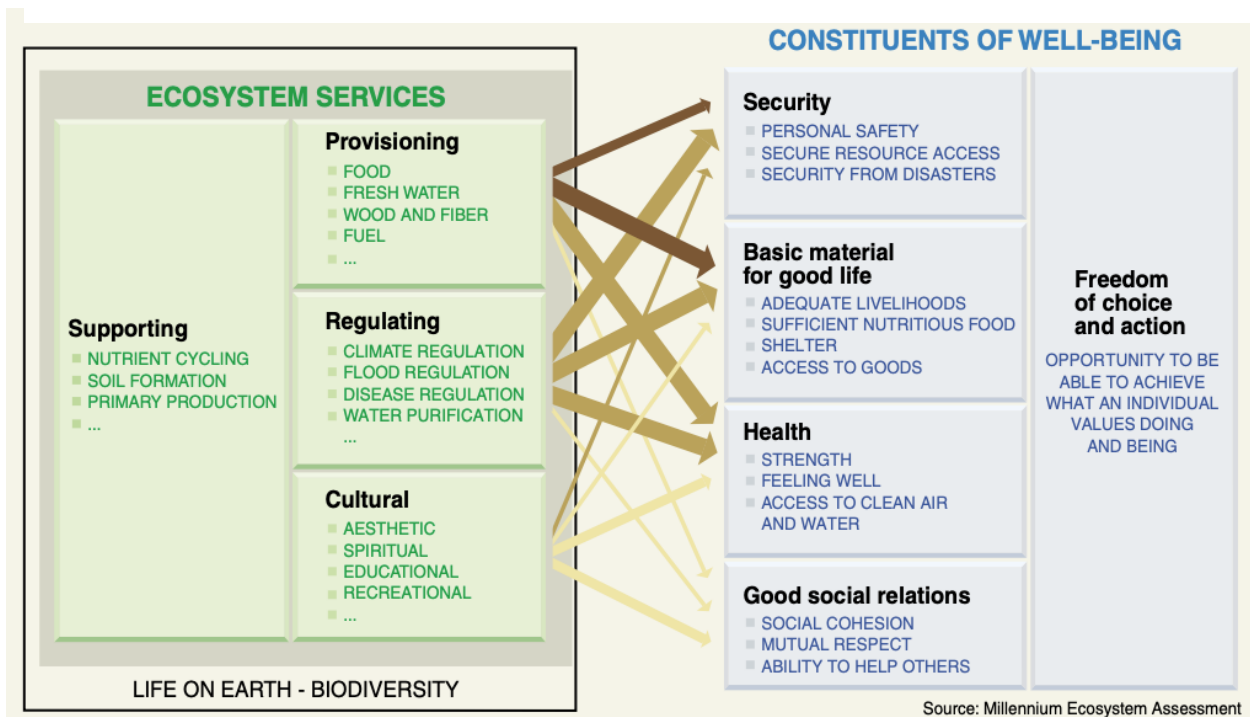 CONSTITUENTS OF WELL-BEING
ECOSYSTEM SERVICES
Supporting
NUTRIENT CYCLING
SOIL FORMATION
PRIMARY PRODUCTION
...
Provisioning
FOOD
FRESH WATER
WOOD AND FIBER
FUEL
...
Regulating
CLIMATE REGULATION
FLOOD REGULATION
DISEASE REGULATION
WATER PURIFICATION
...
Cultural
AESTHETIC
SPIRITUAL
EDUCATIONAL
RECREATIONAL
...
LIFE ON EARTH - BIODIVERSITY
Security
PERSONAL SAFETY
SECURE RESOURCE ACCESS
SECURITY FROM DISASTERS
Basic material
for good life
ADEQUATE LIVELIHOODS
SUFFICIENT NUTRITIOUS FOOD
SHELTER
ACCESS TO GOODS
Health
STRENGTH
FEELING WELL
ACCESS TO CLEAN AIR
AND WATER
Good social relations
SOCIAL COHESION
MUTUAL RESPECT
ABILITY TO HELP OTHERS
Freedom
of choice
and action
OPPORTUNITY TO BE
ABLE TO ACHIEVE
WHAT AN INDIVIDUAL
VALUES DOING
AND BEING
Source: Millennium Ecosystem Assessment